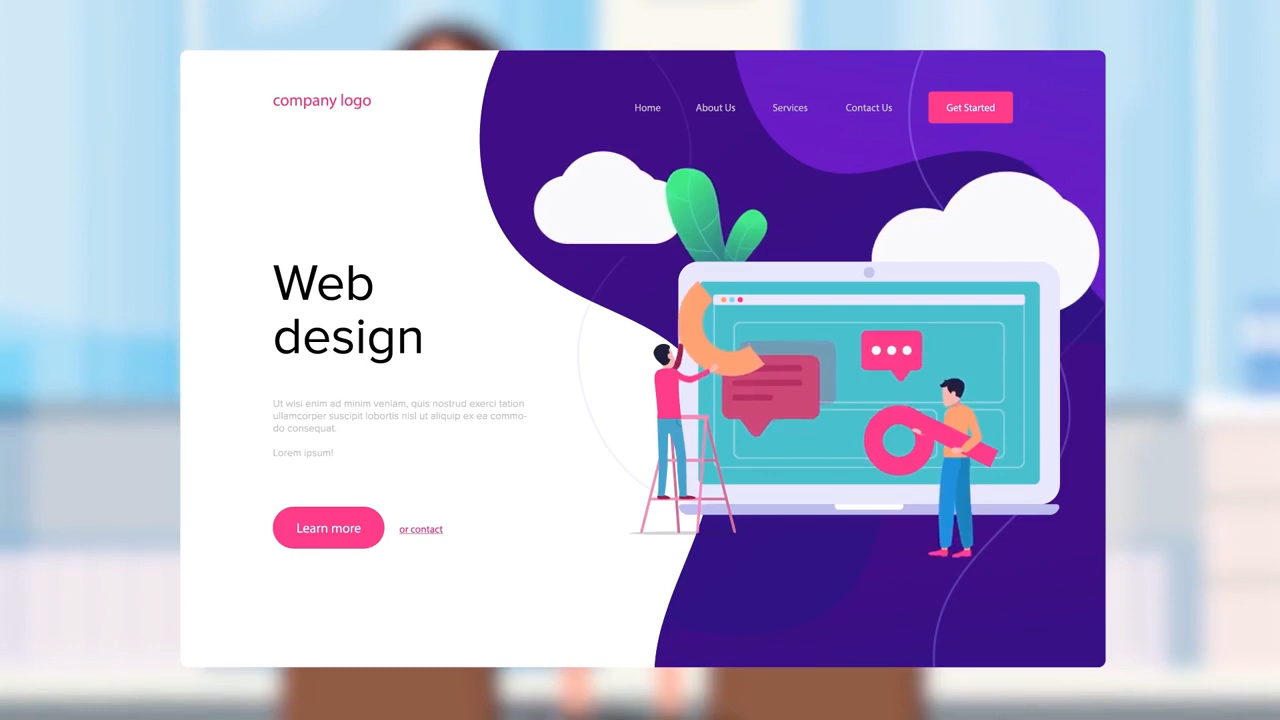 company logo
Home
About Us
Services
Contact Us
Get Started
Web
design
Ut wisi enim ad minim veniam, quis nostrud exerci tation
ullamcorper suscipit lobortis nisl ut aliquip ex ea commo-
do consequat.
Lorem ipsum!
Learn more
or contact